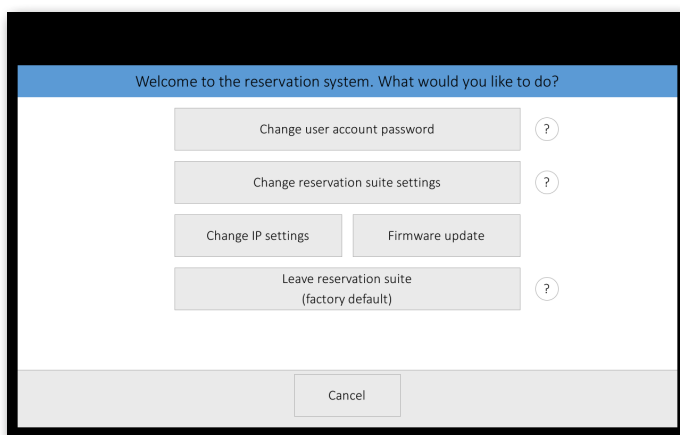 Welcome to the reservation system. What would you like to do?
Change user account password
?
Change reservation suite settings
?
Change IP settings
Firmware update
Leave reservation suite
(factory default)
?
Cancel